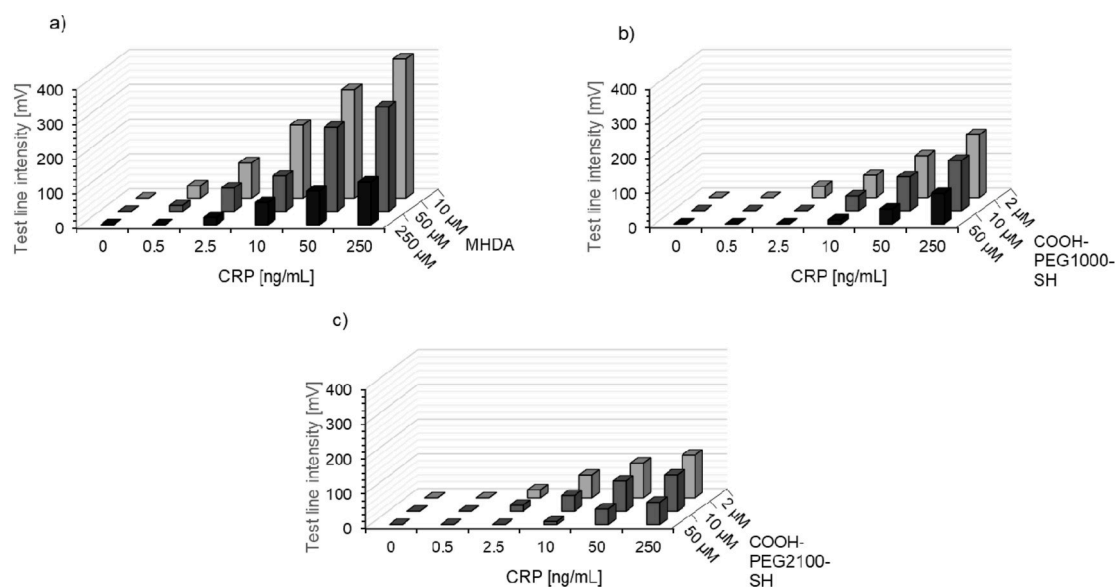 a)
Test line intensity [mV]
400
300
200
100
0
0 0.5 2.5 10 50 250
CRP [ng/mL]
10 µM
50 µM
250 µM
MHDA
b)
Test line intensity [mV]
400
300
200
100
0
0 0.5 2.5 10 50 250
CRP [ng/mL]
2 µM
10 µM
50 µM
COOH-
PEG1000-
SH
c)
Test line intensity [mV]
400
300
200
100
0
0 0.5 2.5 10 50 250
CRP [ng/mL]
2 µM
10 µM
50 µM
COOH-
PEG2100-
SH